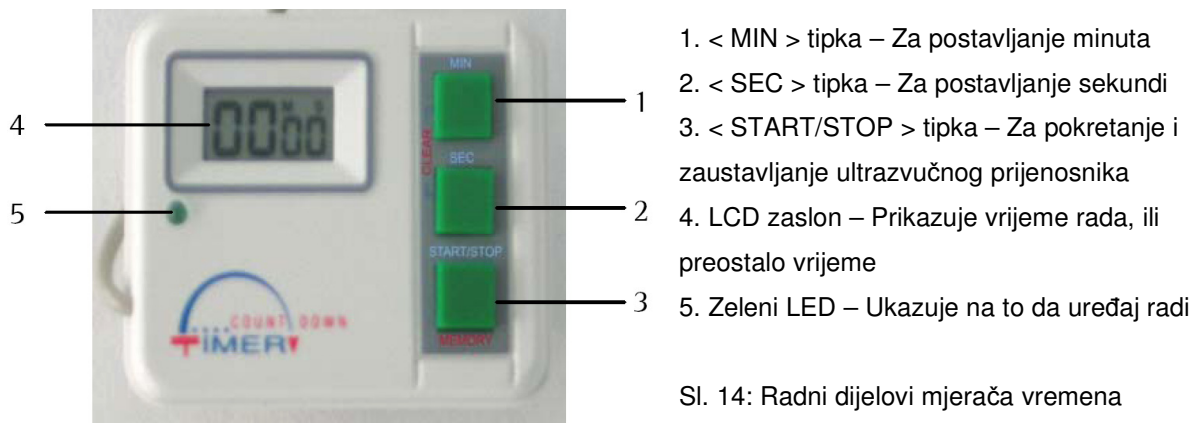 1. < MIN > tipka – Za postavljanje minuta
2. < SEC > tipka – Za postavljanje sekundi
3. < START/STOP > tipka – Za pokretanje i
zaustavljanje ultrazvučnog prijenosnika
4. LCD zaslon – Prikazuje vrijeme rada, ili
preostalo vrijeme
5. Zeleni LED – Ukazuje na to da uređaj radi
Sl. 14: Radni dijelovi mjerača vremena
MIN
M S
00 00
CLEAR
SEC
START/STOP
MEMORY
COUNT DOWN
TIMER
1
2
3
4
5